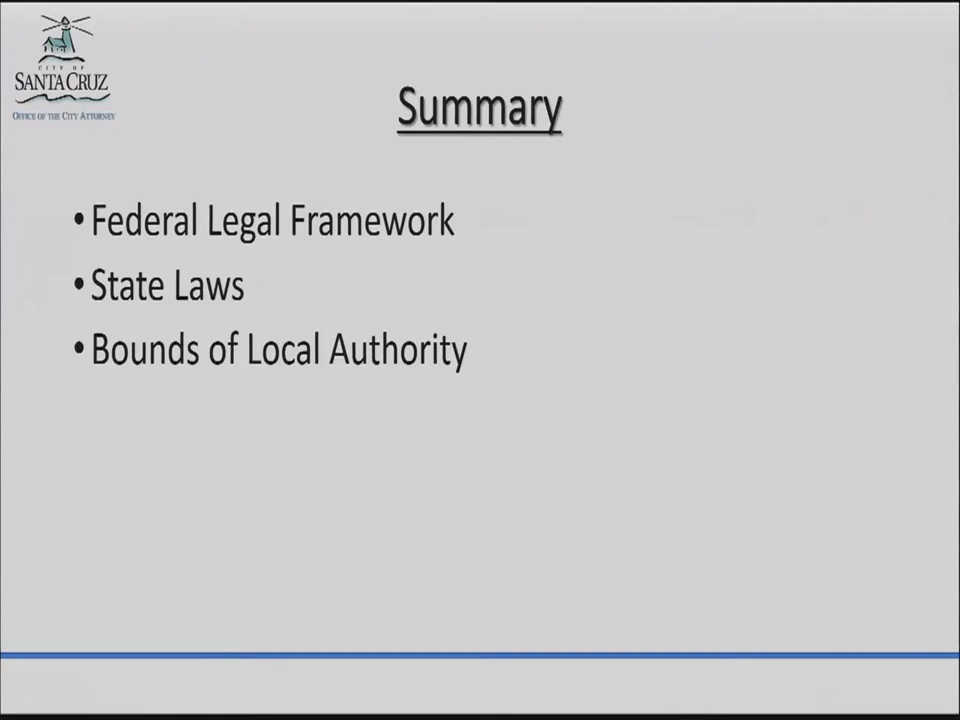 CITY OF
SANTA CRUZ
OFFICE OF THE CITY ATTORNEY
Summary
•Federal Legal Framework
•State Laws
•Bounds of Local Authority